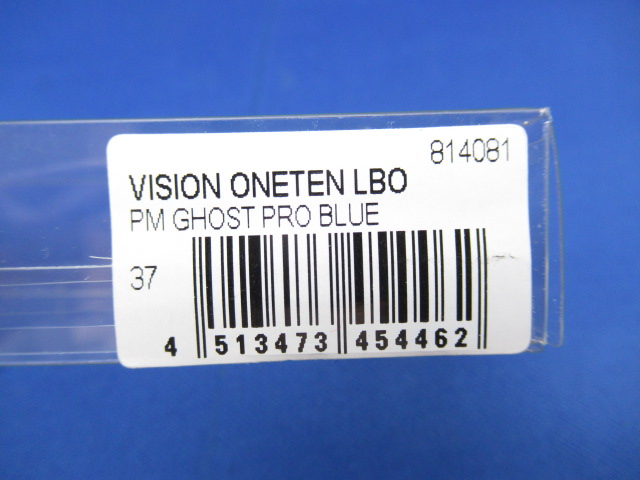 814081
VISION ONETEN LBO
PM GHOST PRO BLUE
37
4 513473 454462